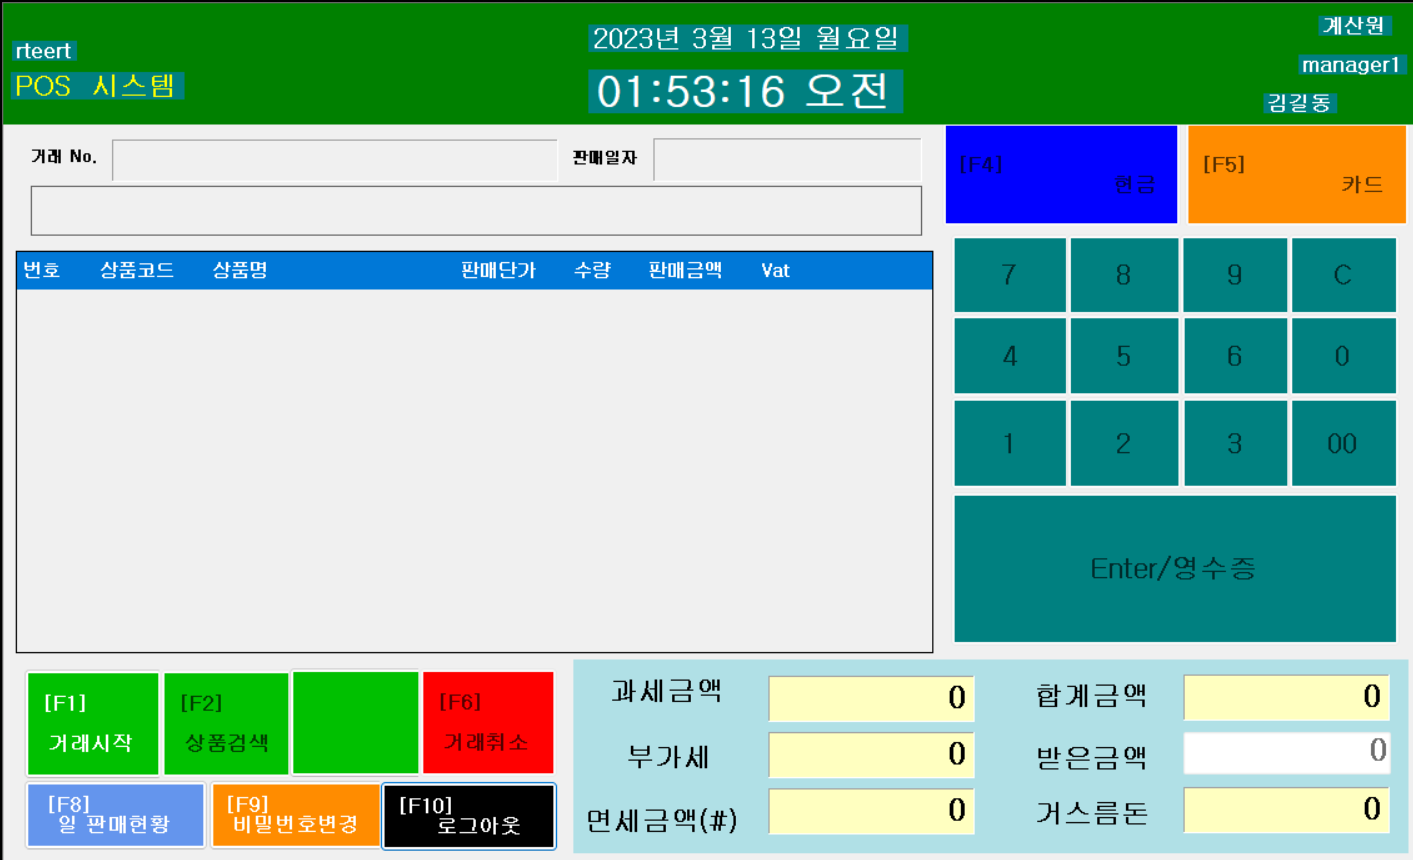 rteert
POS 시스템
2023년 3월 13일 월요일
01:53:16 오전
계산원
manager1
김길동
거래 No.
판매일자
[F4]
현금
[F5]
카드
번호 상품코드 상품명 판매단가 수량 판매금액 Vat
7 8 9 C
4 5 6 0
1 2 3 00
Enter/영수증
[F1]
거래시작
[F2]
상품검색
[F6]
거래취소
[F8]
일 판매현황
[F9]
비밀번호변경
[F10]
로그아웃
과세금액 0
부가세 0
면세금액(#) 0
합계금액 0
받은금액 0
거스름돈 0